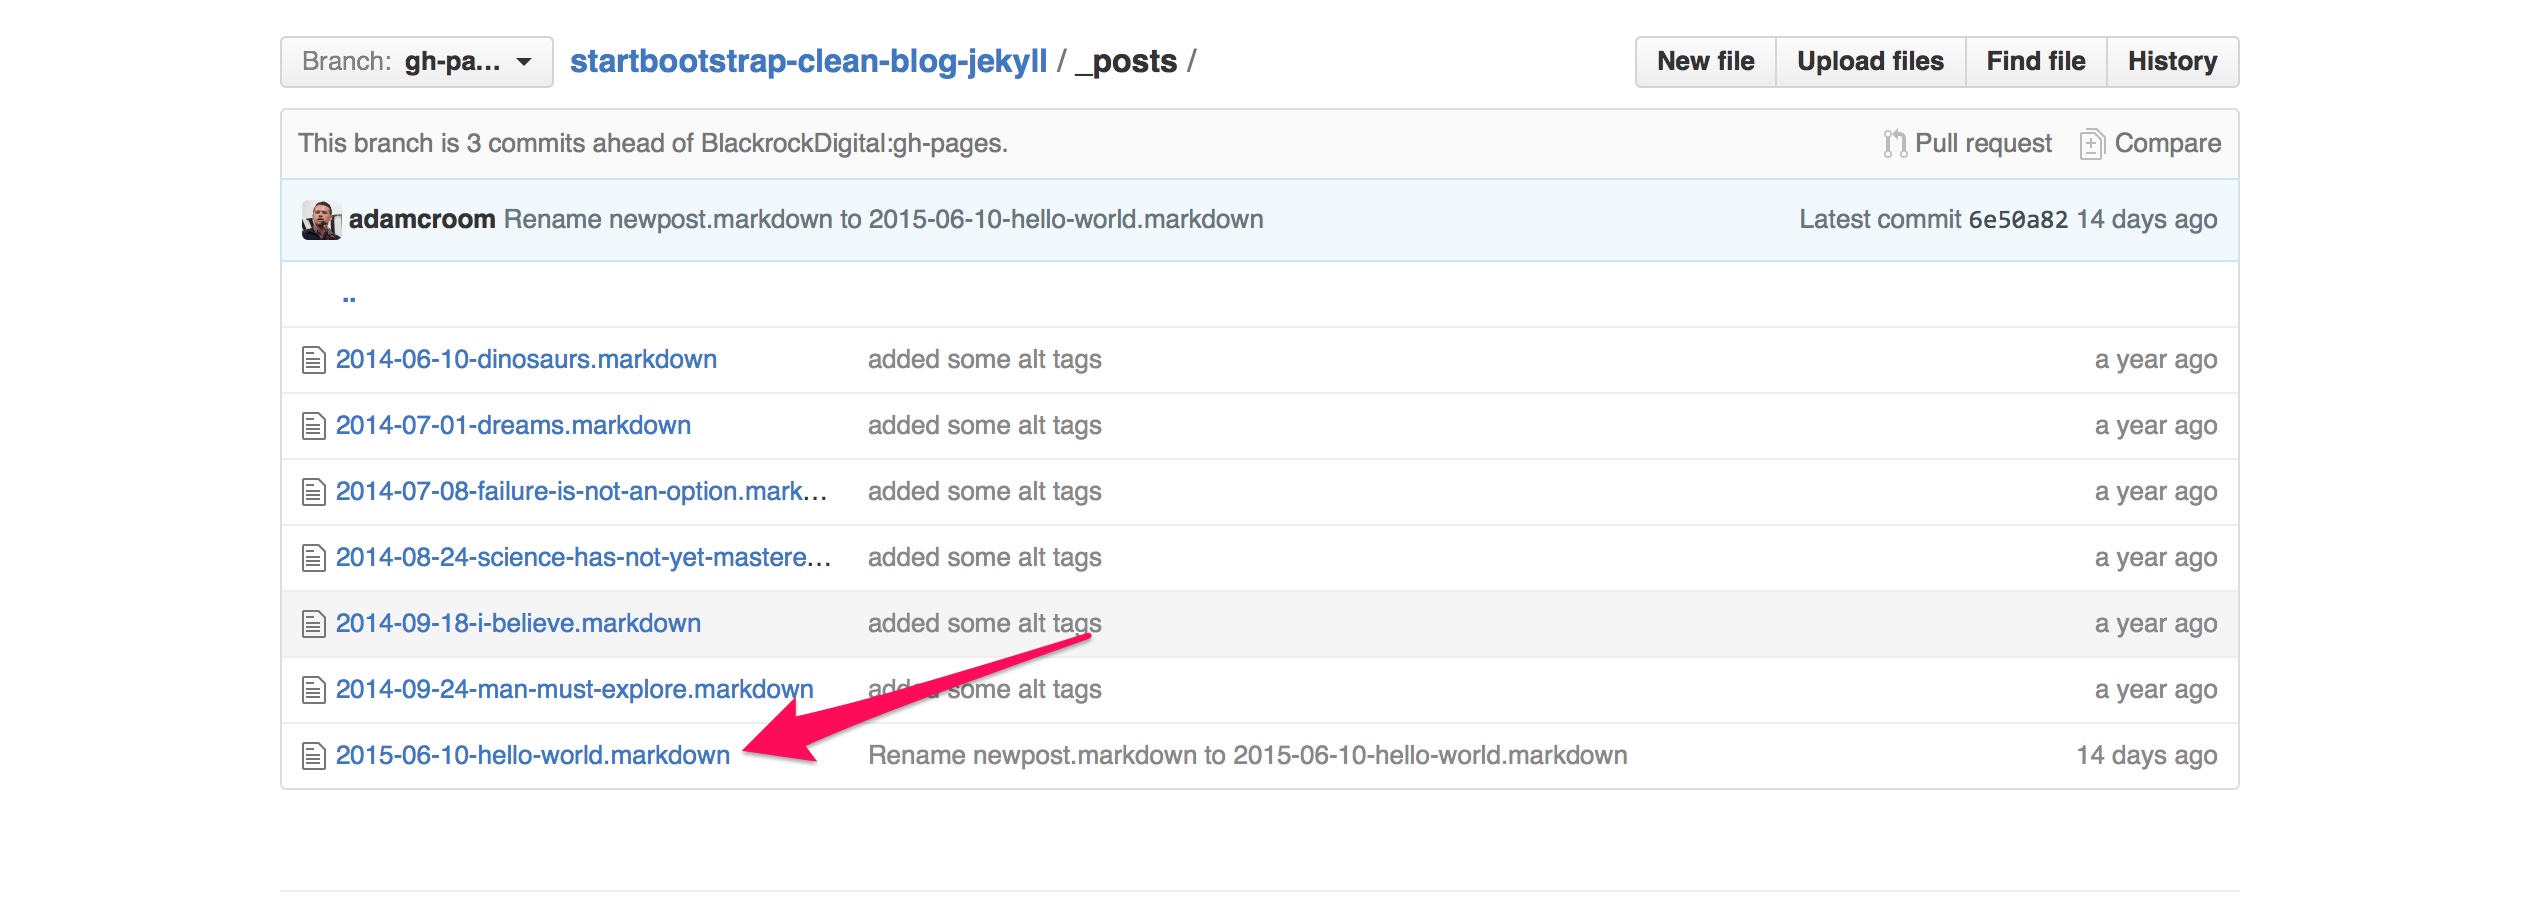 Branch: gh-pa... startbootstrap-clean-blog-jekyll / _posts / New file Upload files Find file History
This branch is 3 commits ahead of BlackrockDigital:gh-pages. Pull request Compare
adamcroom Rename newpost.markdown to 2015-06-10-hello-world.markdown Latest commit 6e50a82 14 days ago
..
2014-06-10-dinosaurs.markdown added some alt tags a year ago
2014-07-01-dreams.markdown added some alt tags a year ago
2014-07-08-failure-is-not-an-option.mark... added some alt tags a year ago
2014-08-24-science-has-not-yet-mastere... added some alt tags a year ago
2014-09-18-i-believe.markdown added some alt tags a year ago
2014-09-24-man-must-explore.markdown added some alt tags a year ago
2015-06-10-hello-world.markdown Rename newpost.markdown to 2015-06-10-hello-world.markdown 14 days ago